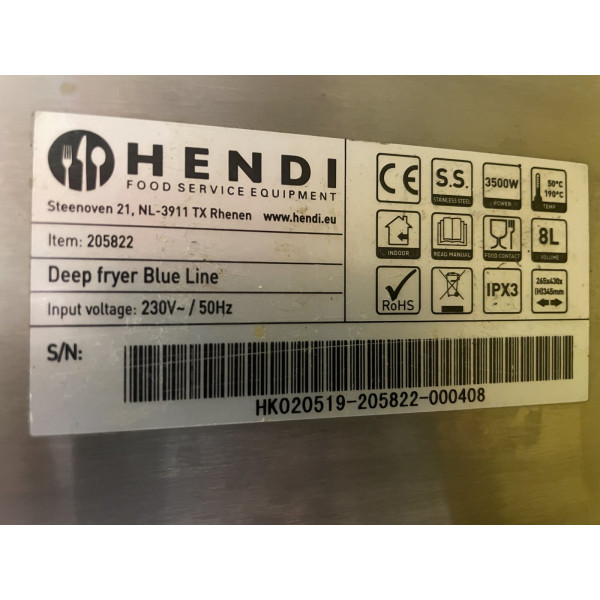 HENDI
FOOD SERVICE EQUIPMENT
Steenoven 21, NL-3911 TX Rhenen www.hendi.eu
Item: 205822
Deep fryer Blue Line
Input voltage: 230V~ / 50Hz
CE
S.S.
STAINLESS STEEL
3500W
POWER
50°C
190°C
TEMP.
INDOOR
READ MANUAL
FOOD CONTACT
8L
VOLUME
RoHS
IPX3
265x430x
(H)345mm
S/N:
HK020519-205822-000408